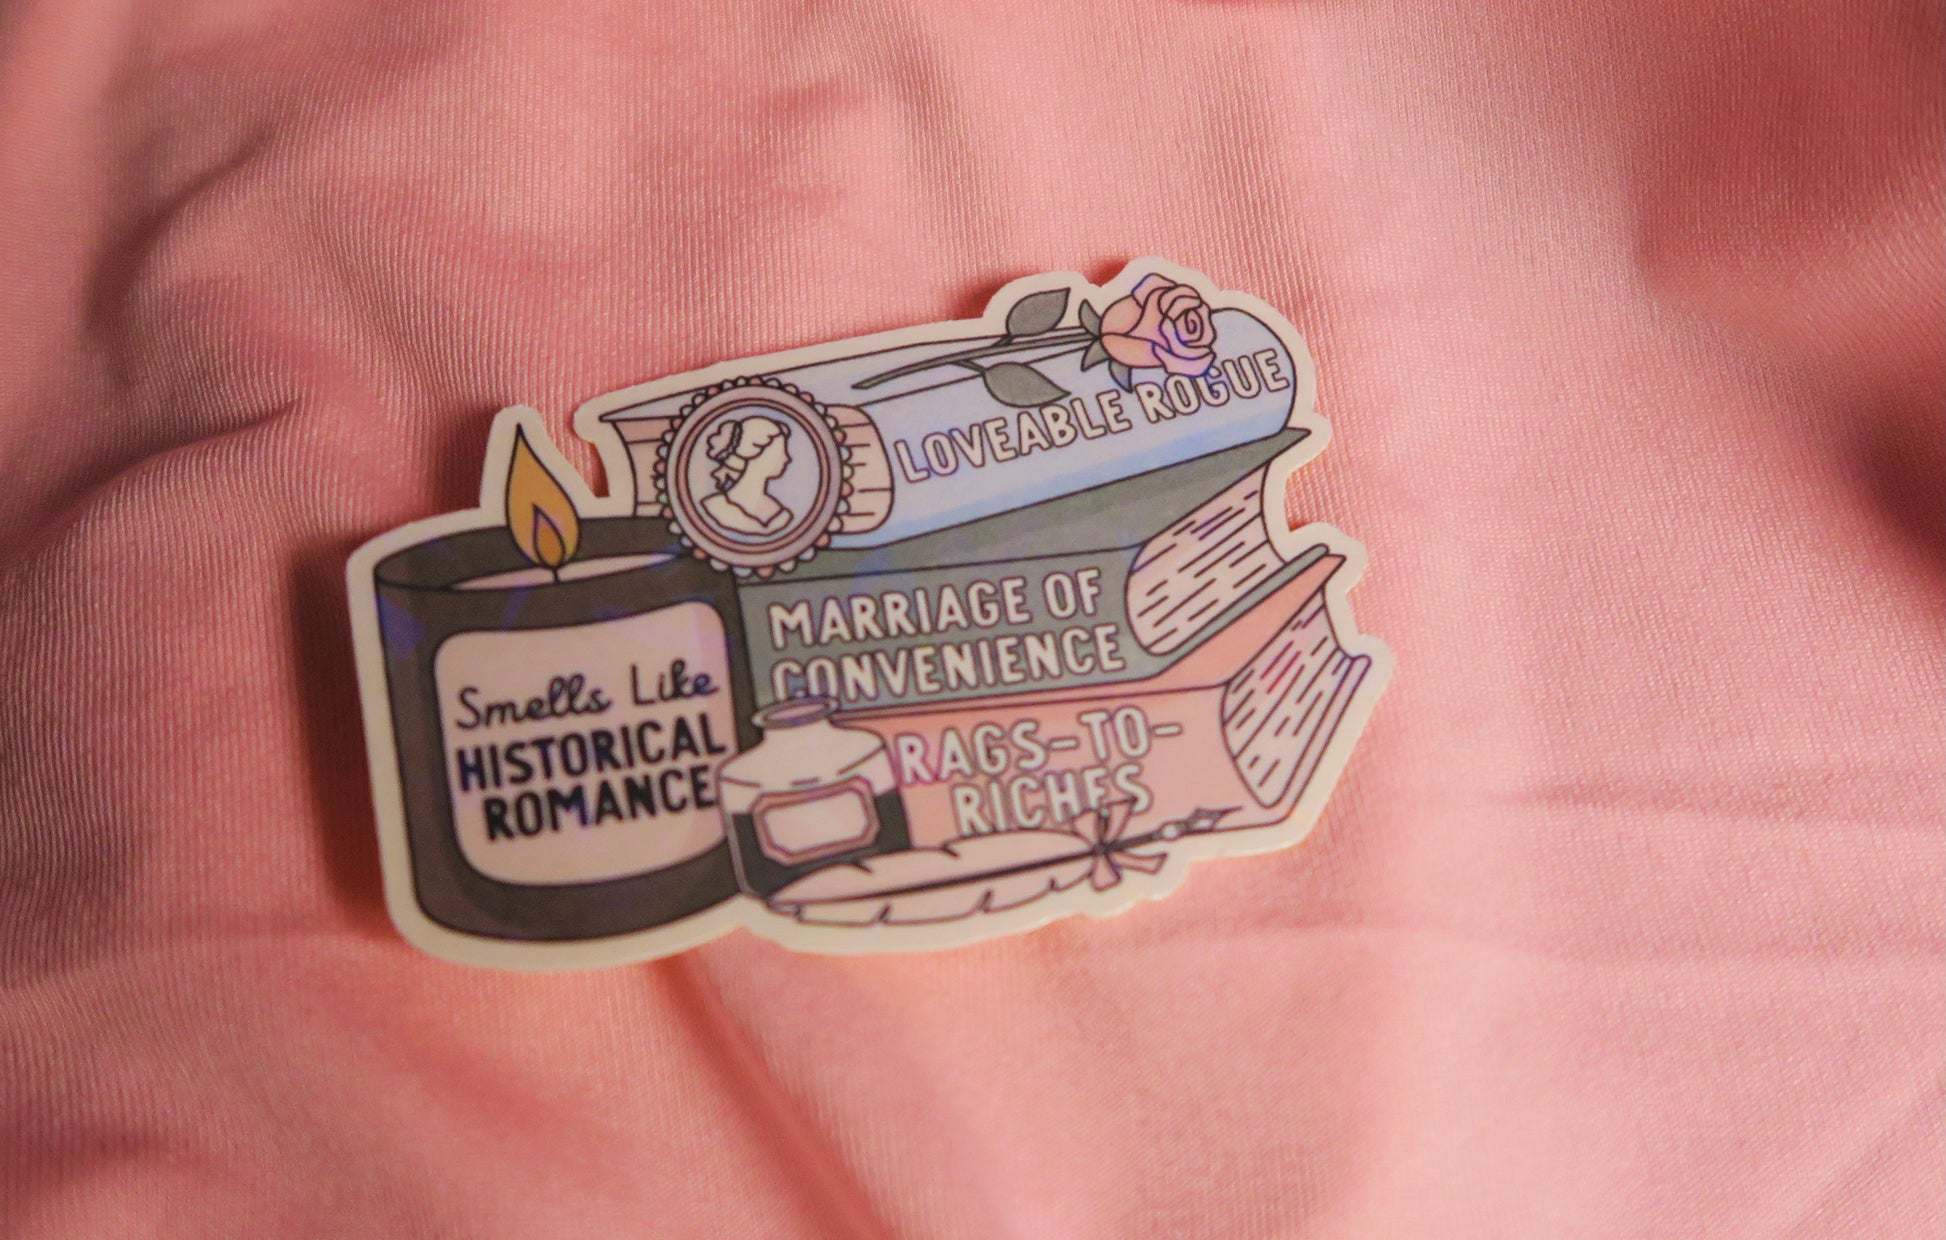 LOVEABLE ROGUE
MARRIAGE OF
CONVENIENCE
RAGS-TO-
RICHES
Smells Like
HISTORICAL
ROMANCE